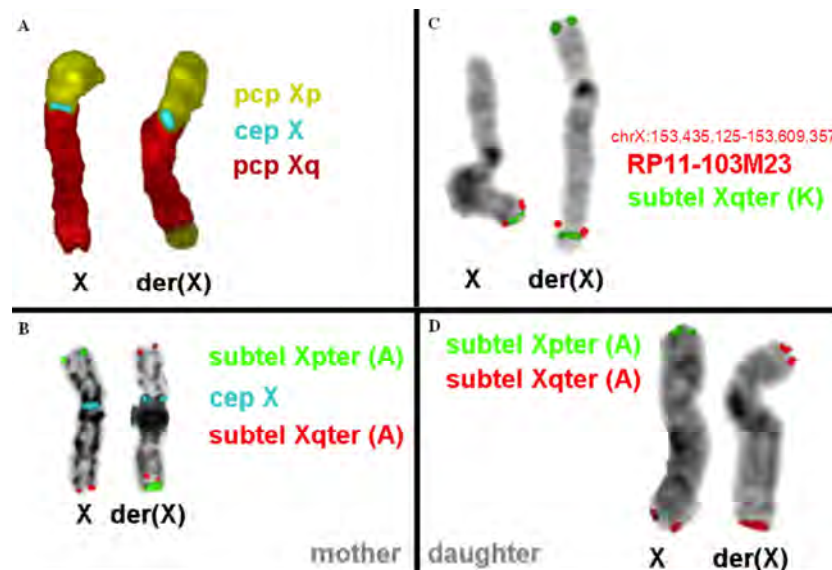 A
pcp Xp
cep X
pcp Xq
X der(X)
B
subtel Xpter (A)
cep X
subtel Xqter (A)
X der(X)
mother
C
chrX:153,435,125-153,609,357
RP11-103M23
subtel Xqter (K)
X der(X)
D
subtel Xpter (A)
subtel Xqter (A)
X der(X)
daughter